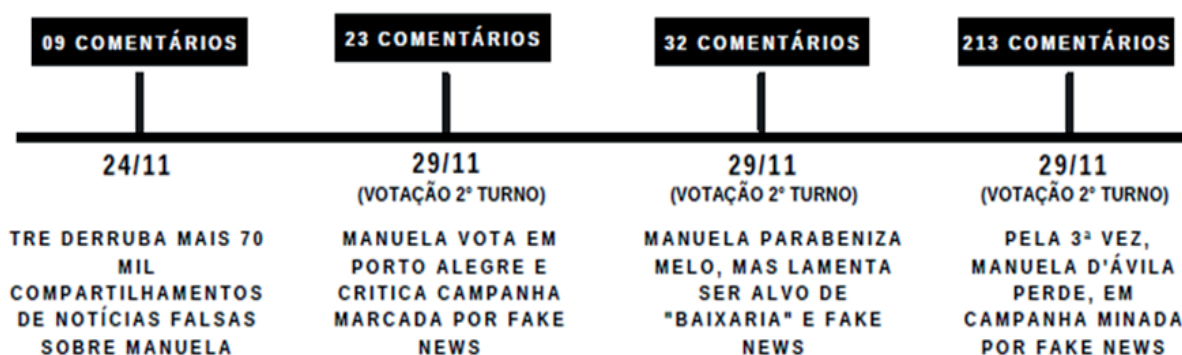 09 COMENTÁRIOS
24/11
TRE DERRUBA MAIS 70
MIL
COMPARTILHAMENTOS
DE NOTÍCIAS FALSAS
SOBRE MANUELA
23 COMENTÁRIOS
29/11
(VOTAÇÃO 2º TURNO)
MANUELA VOTA EM
PORTO ALEGRE E
CRITICA CAMPANHA
MARCADA POR FAKE
NEWS
32 COMENTÁRIOS
29/11
(VOTAÇÃO 2º TURNO)
MANUELA PARABENIZA
MELO, MAS LAMENTA
SER ALVO DE
"BAIXARIA" E FAKE
NEWS
213 COMENTÁRIOS
29/11
(VOTAÇÃO 2º TURNO)
PELA 3ª VEZ,
MANUELA D'ÁVILA
PERDE, EM
CAMPANHA MINADA
POR FAKE NEWS